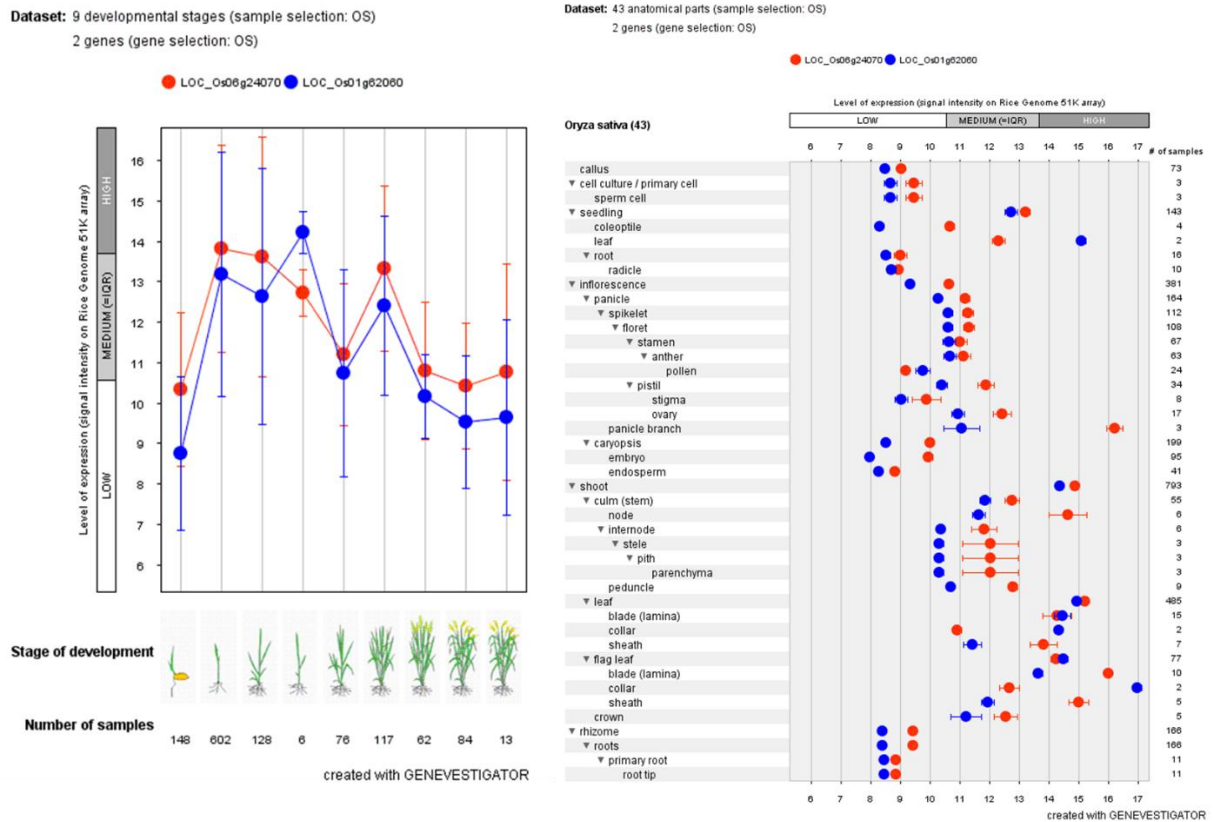 Dataset: 9 developmental stages (sample selection: OS)
2 genes (gene selection: OS)
LOC_Os06g24070 LOC_Os01g62060
HIGH
MEDIUM (=IQR)
LOW
Level of expression (signal intensity on Rice Genome 51K array)
16
15
14
13
12
11
10
9
8
7
6
Stage of development
Number of samples
148 602 128 6 76 117 62 84 13
created with GENEVESTIGATOR
Dataset: 43 anatomical parts (sample selection: OS)
2 genes (gene selection: OS)
LOC_Os06g24070 LOC_Os01g62060
Level of expression (signal intensity on Rice Genome 51K array)
Oryza sativa (43)
LOW MEDIUM (=IQR) HIGH
6 7 8 9 10 11 12 13 14 15 16 17 # of samples
callus 73
cell culture / primary cell 3
sperm cell 3
seedling 143
coleoptile 4
leaf 2
root 16
radicle 10
inflorescence 381
panicle 164
spikelet 112
floret 108
stamen 67
anther 63
pollen 24
pistil 34
stigma 8
ovary 17
panicle branch 3
caryopsis 199
embryo 95
endosperm 41
shoot 793
culm (stem) 55
node 6
internode 6
stele 3
pith 3
parenchyma 3
peduncle 9
leaf 485
blade (lamina) 15
collar 2
sheath 7
flag leaf 77
blade (lamina) 10
collar 2
sheath 5
crown 5
rhizome 166
roots 166
primary root 11
root tip 11
6 7 8 9 10 11 12 13 14 15 16 17
created with GENEVESTIGATOR